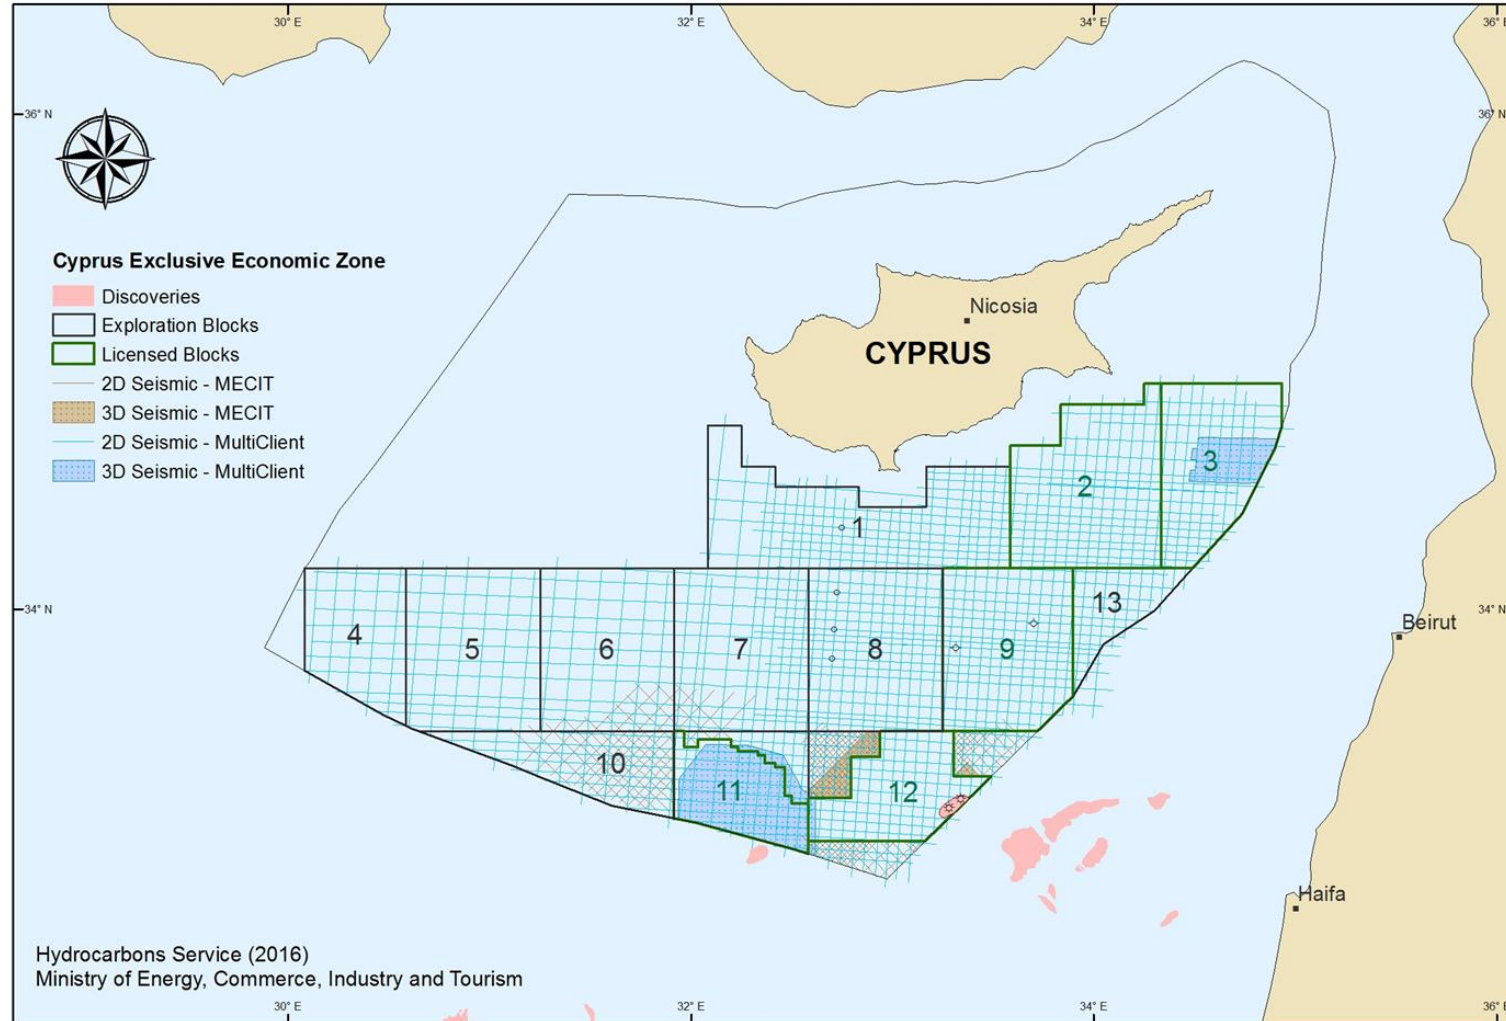 30° E
32° E
34° E
36° E
36° N
36° N
Cyprus Exclusive Economic Zone
Discoveries
Exploration Blocks
Licensed Blocks
2D Seismic - MECIT
3D Seismic - MECIT
2D Seismic - MultiClient
3D Seismic - MultiClient
Nicosia
CYPRUS
3
2
1
34° N
34° N
13
Beirut
4
5
6
7
8
9
10
11
12
Haifa
Hydrocarbons Service (2016)
Ministry of Energy, Commerce, Industry and Tourism
30° E
32° E
34° E
36° E